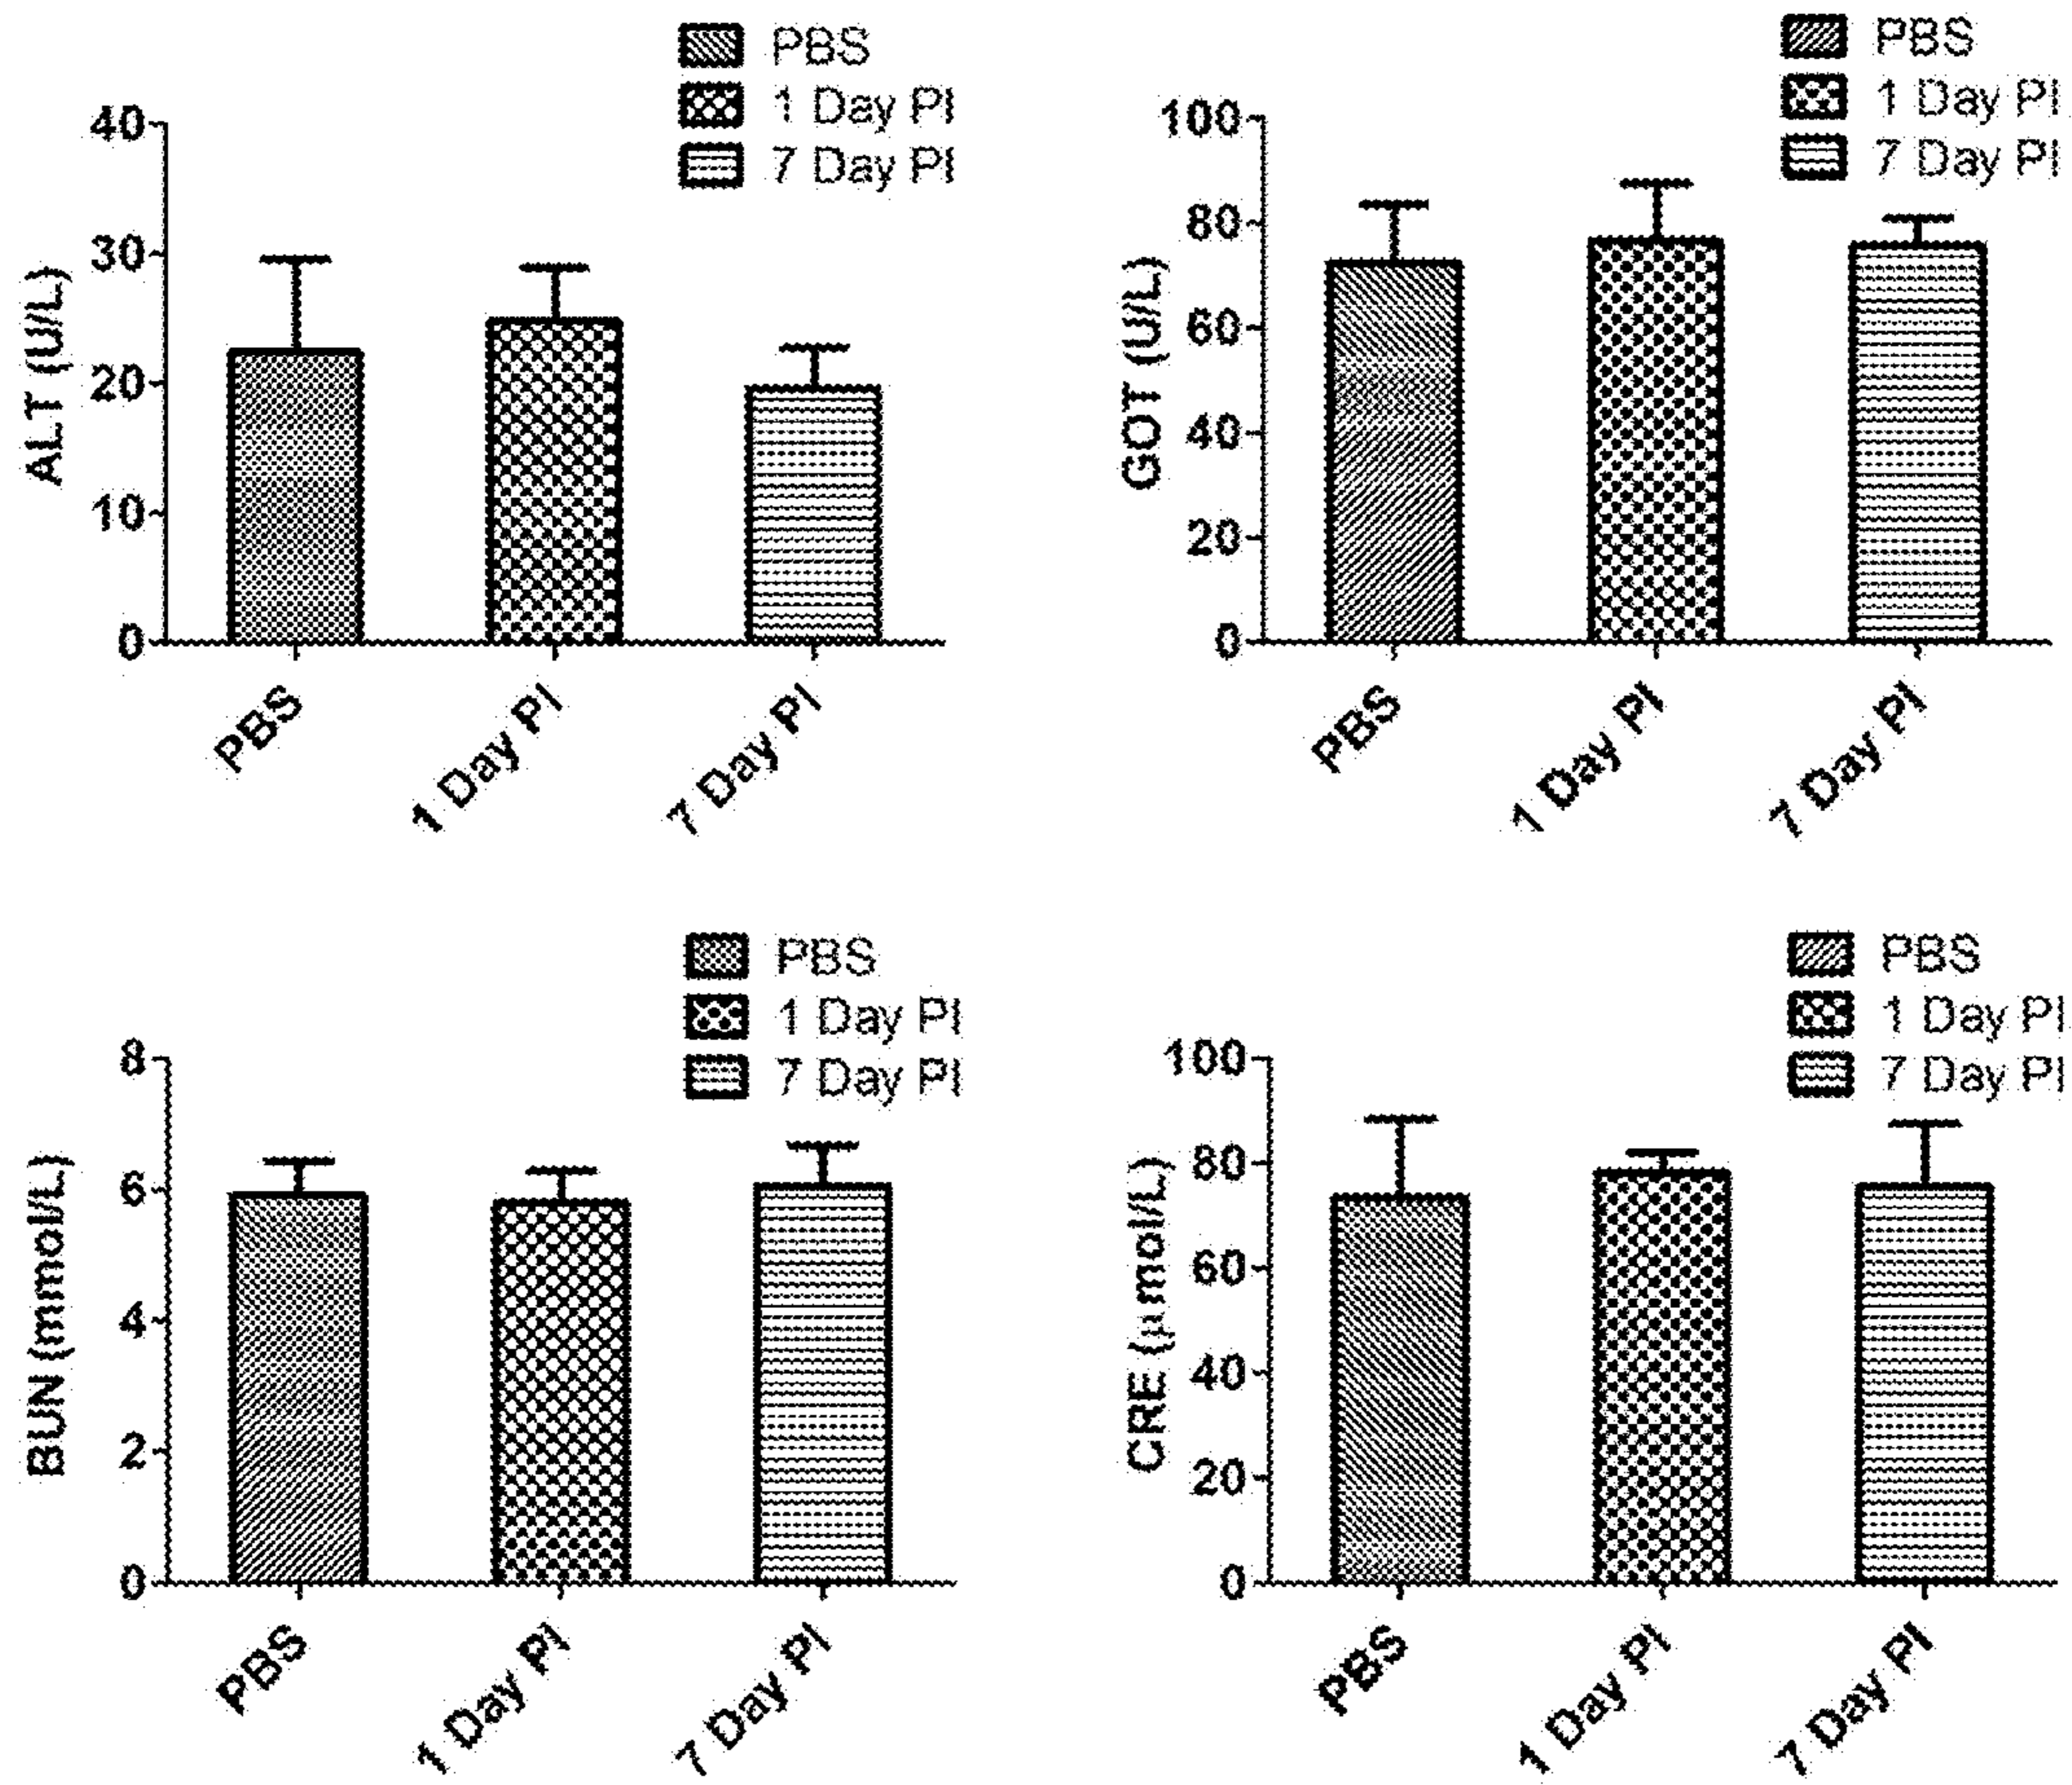 PBS
1 Day PI
7 Day PI
40
30
20
10
0
ALT (U/L)
PBS
1 Day PI
7 Day PI
PBS
1 Day PI
7 Day PI
100
80
60
40
20
0
GOT (U/L)
PBS
1 Day PI
7 Day PI
PBS
1 Day PI
7 Day PI
8
6
4
2
0
BUN (mmol/L)
PBS
1 Day PI
7 Day PI
PBS
1 Day PI
7 Day PI
100
80
60
40
20
0
CRE (μmol/L)
PBS
1 Day PI
7 Day PI